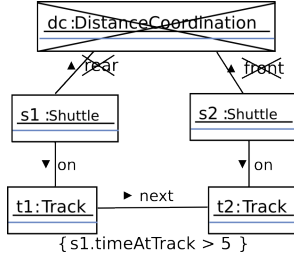 dc :DistanceCoordination
rear
front
s1 :Shuttle
s2 :Shuttle
on
on
next
t1:Track
t2:Track
{s1.timeAtTrack > 5 }